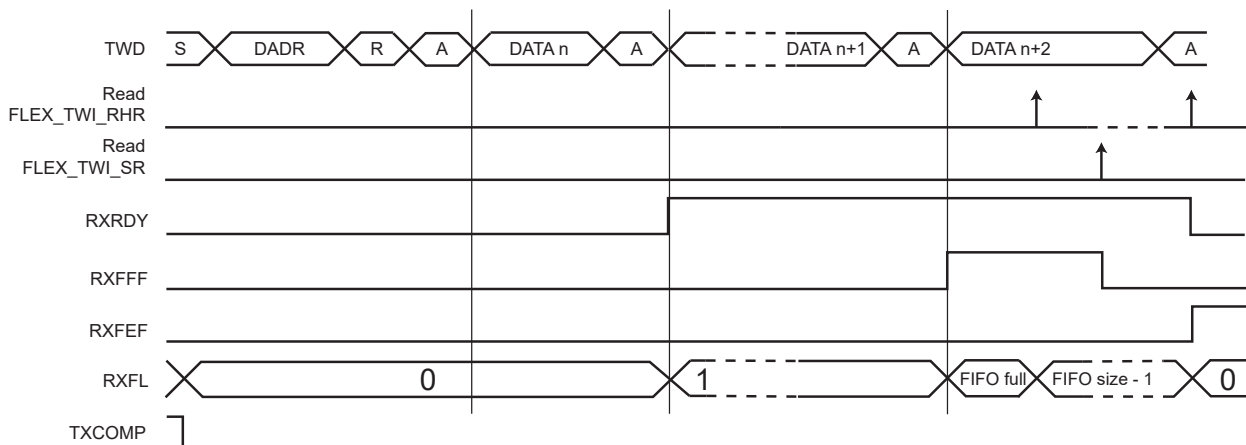 TWD S DADR R A DATA n A DATA n+1 A DATA n+2 A
Read
FLEX_TWI_RHR
Read
FLEX_TWI_SR
RXRDY
RXFFF
RXFEF
RXFL 0 1 FIFO full FIFO size - 1 0
TXCOMP